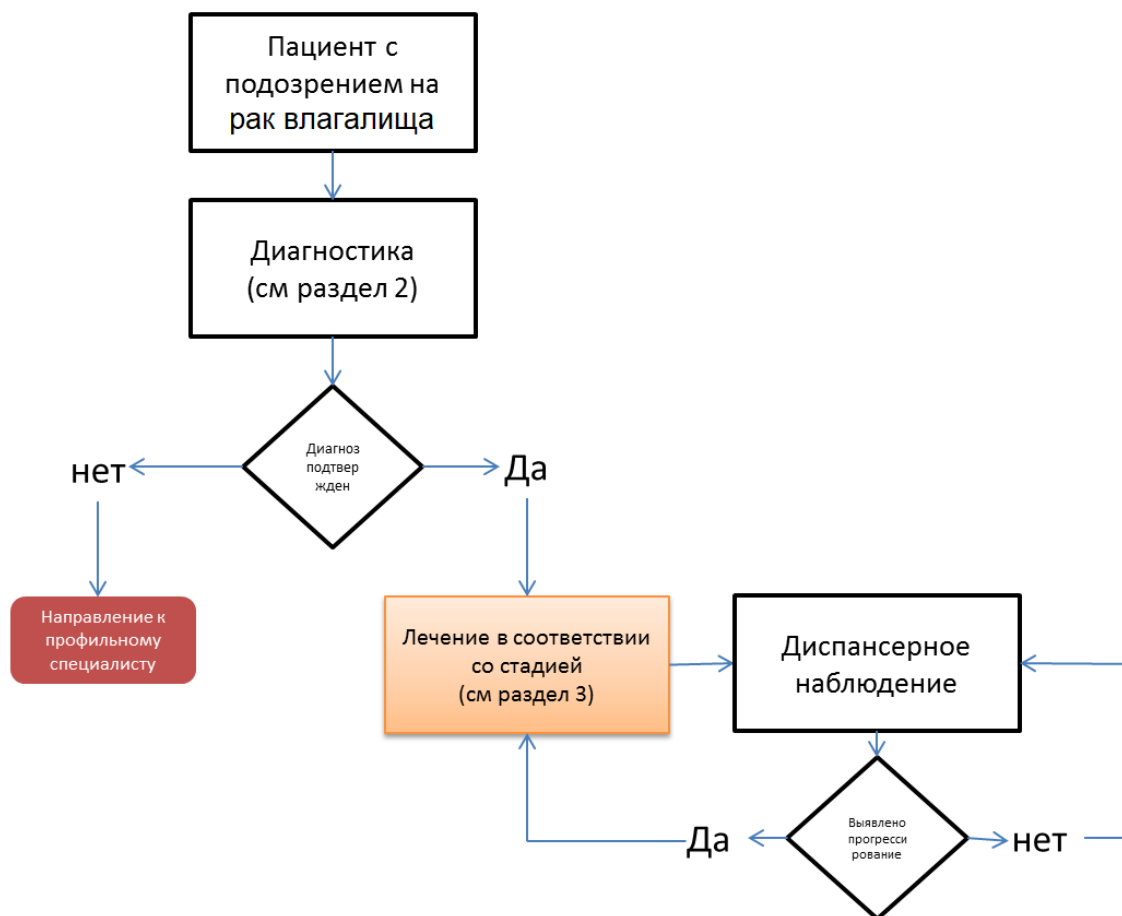 Пациент с
подозрением на
рак влагалища
Диагностика
(см раздел 2)
Диагноз
подтвер
жден
нет
Да
Направление к
профильному
специалисту
Лечение в соответствии
со стадией
(см раздел 3)
Диспансерное
наблюдение
Выявлено
прогресси
рование
Да
нет